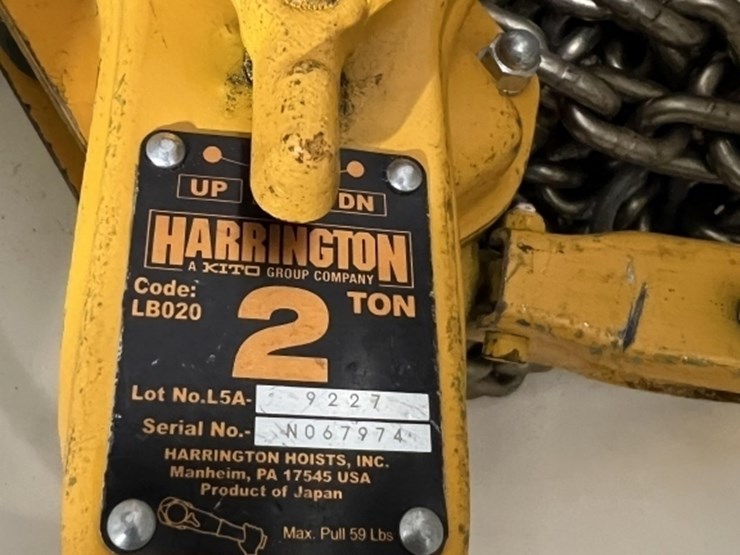 UP DN
HARRINGTON
A KITO GROUP COMPANY
Code:
LB020
2 TON
Lot No.L5A- 9227
Serial No.- N067974
HARRINGTON HOISTS, INC.
Manheim, PA 17545 USA
Product of Japan
Max. Pull 59 Lbs